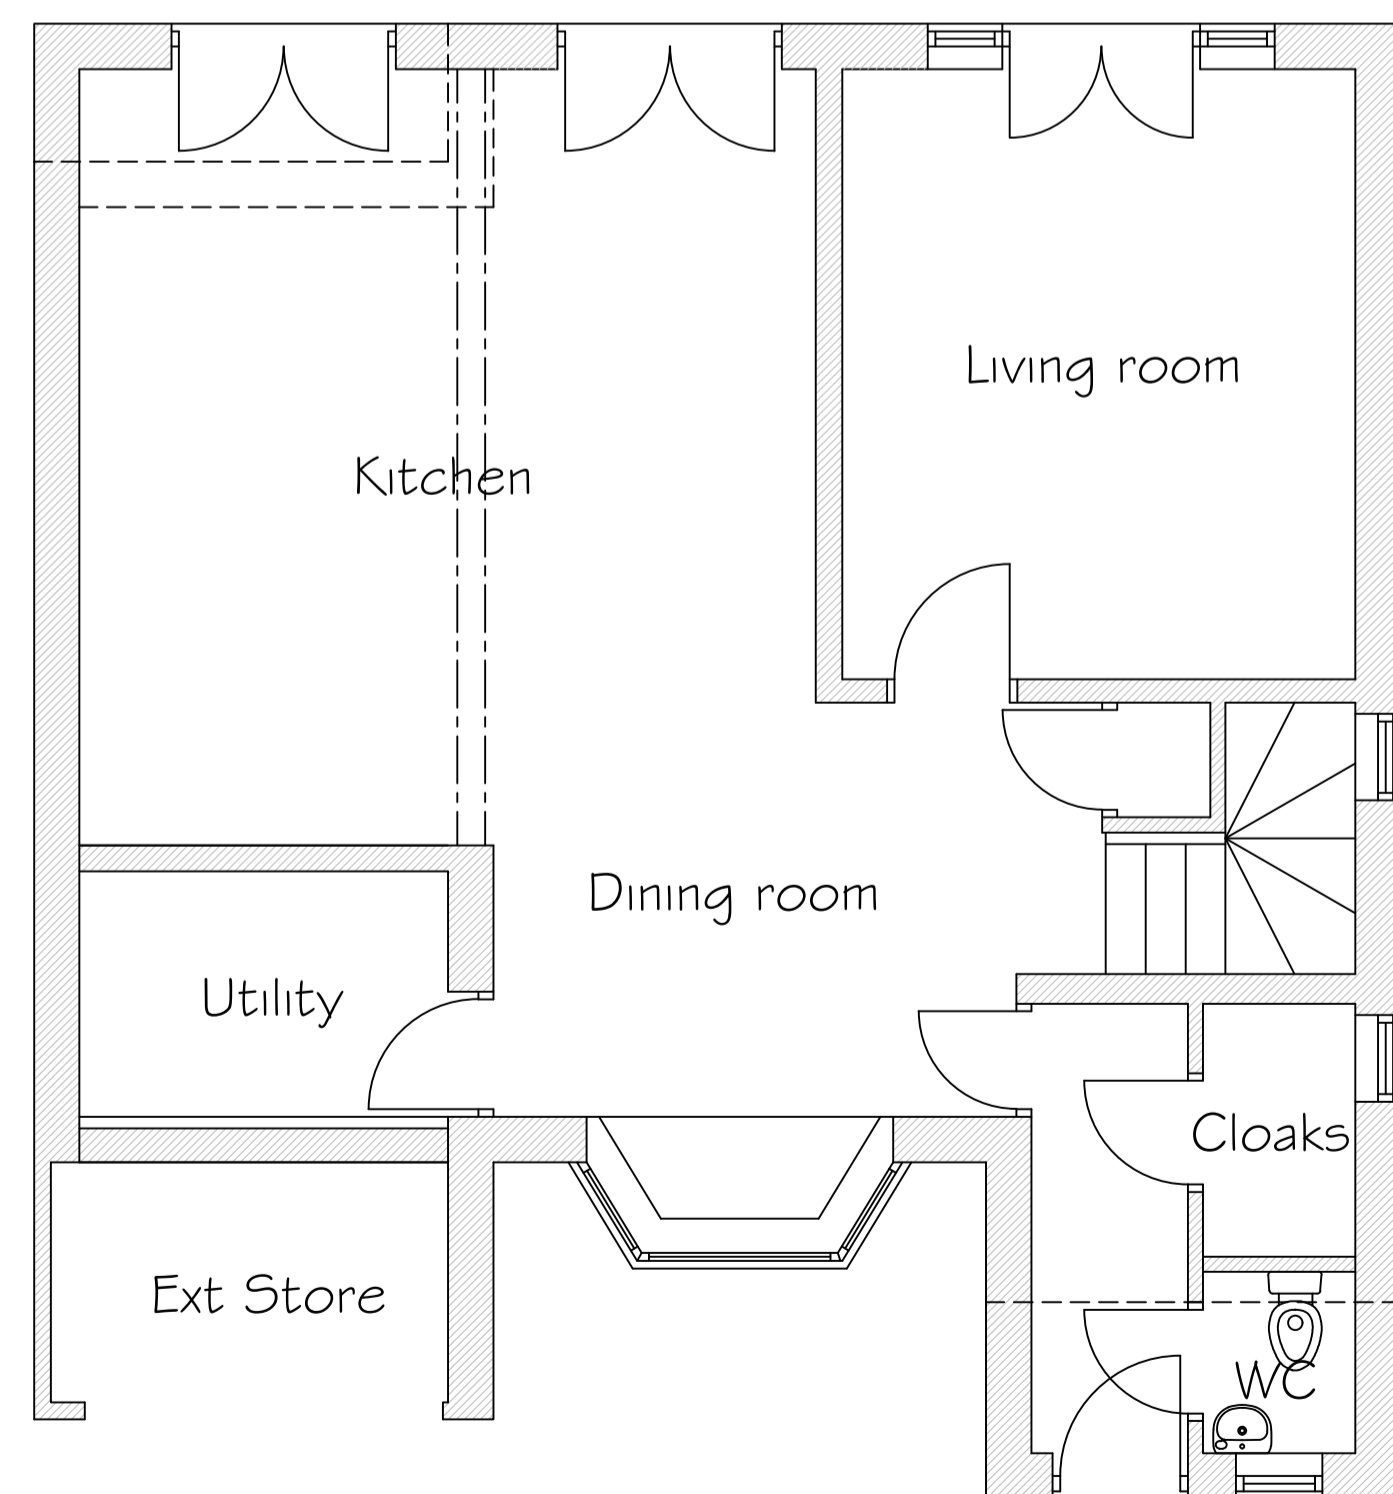 Living room
Kitchen
Dining room
Utility
Cloaks
Ext Store
WC